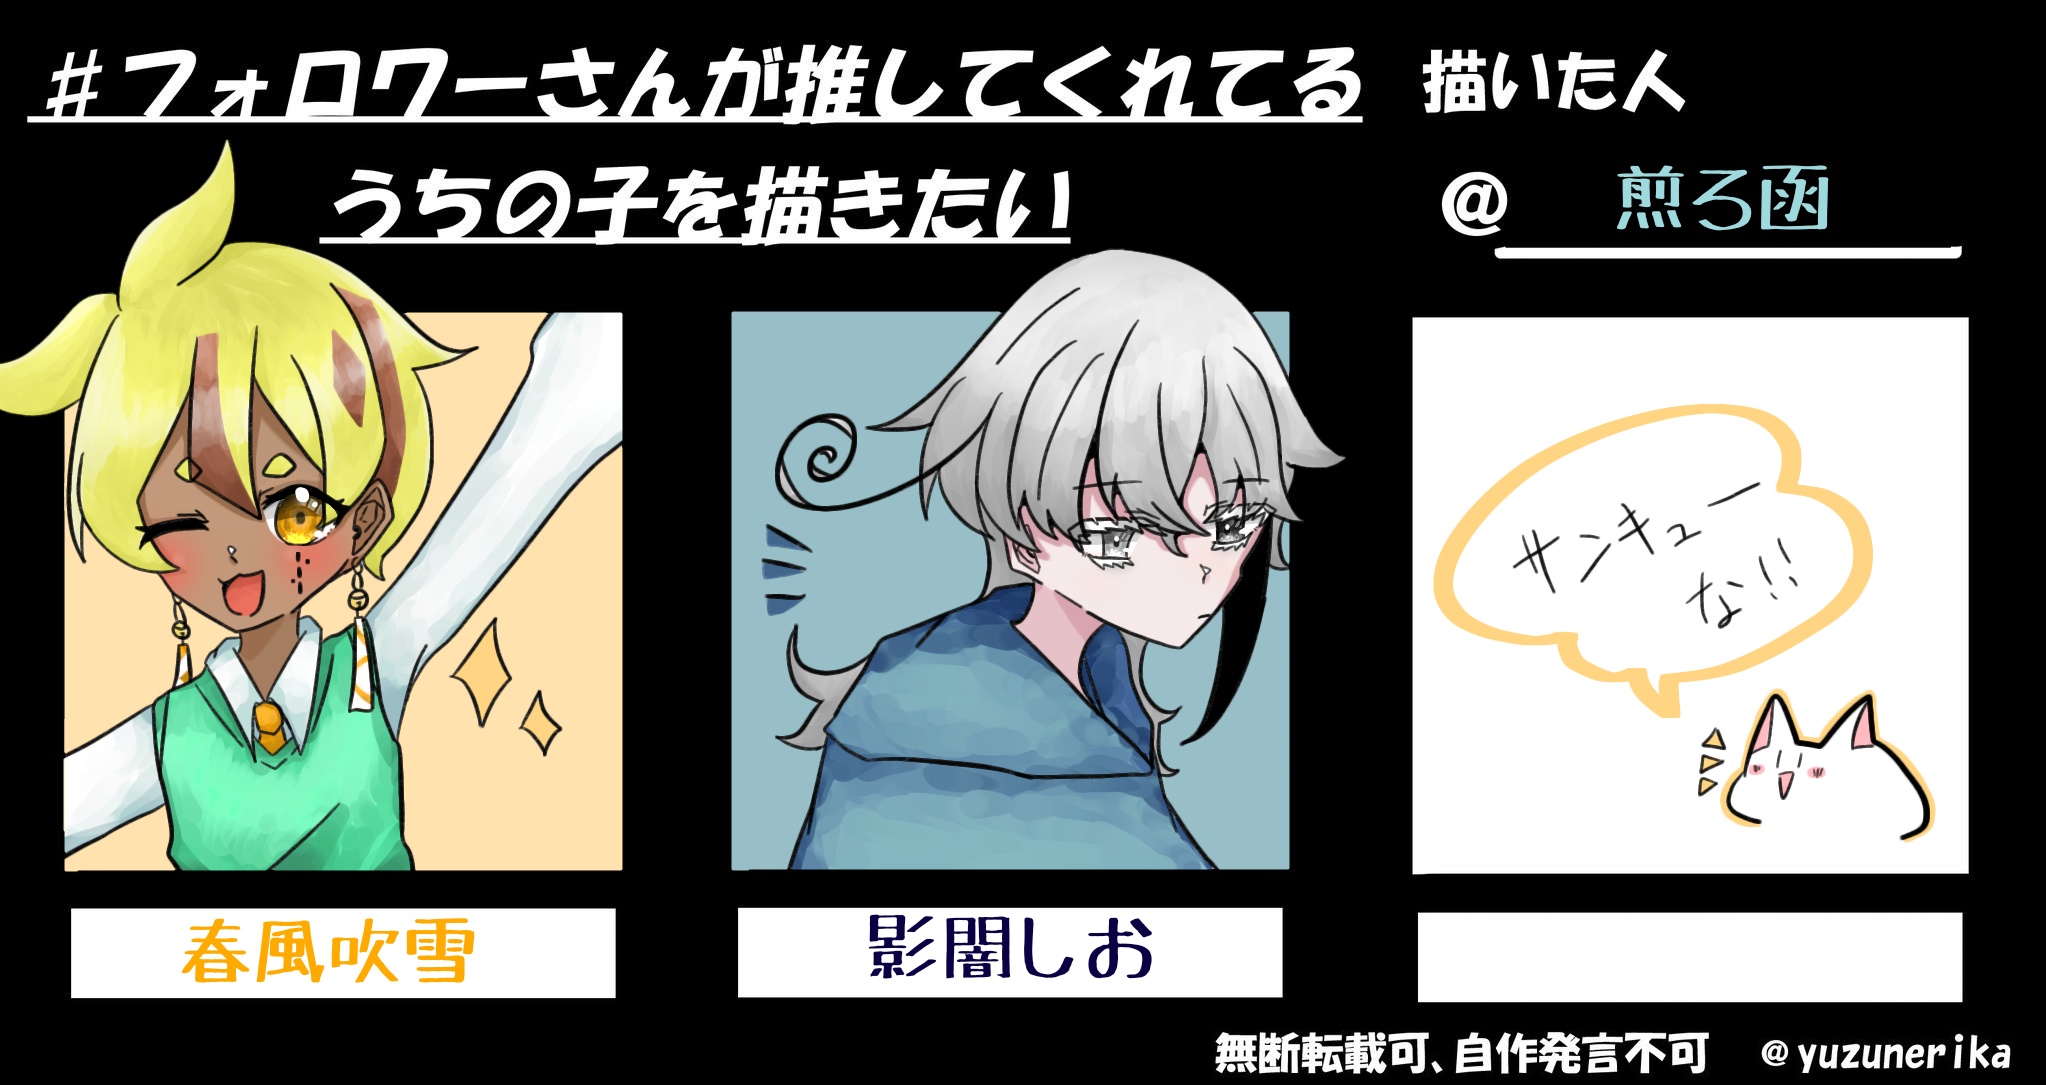 #フォロワーさんが推してくれてる
うちの子を描きたい
描いた人
@ 煎ろ函
サンキュー
な!!
春風吹雪
影闇しお
無断転載可、自作発言不可 @yuzunerika